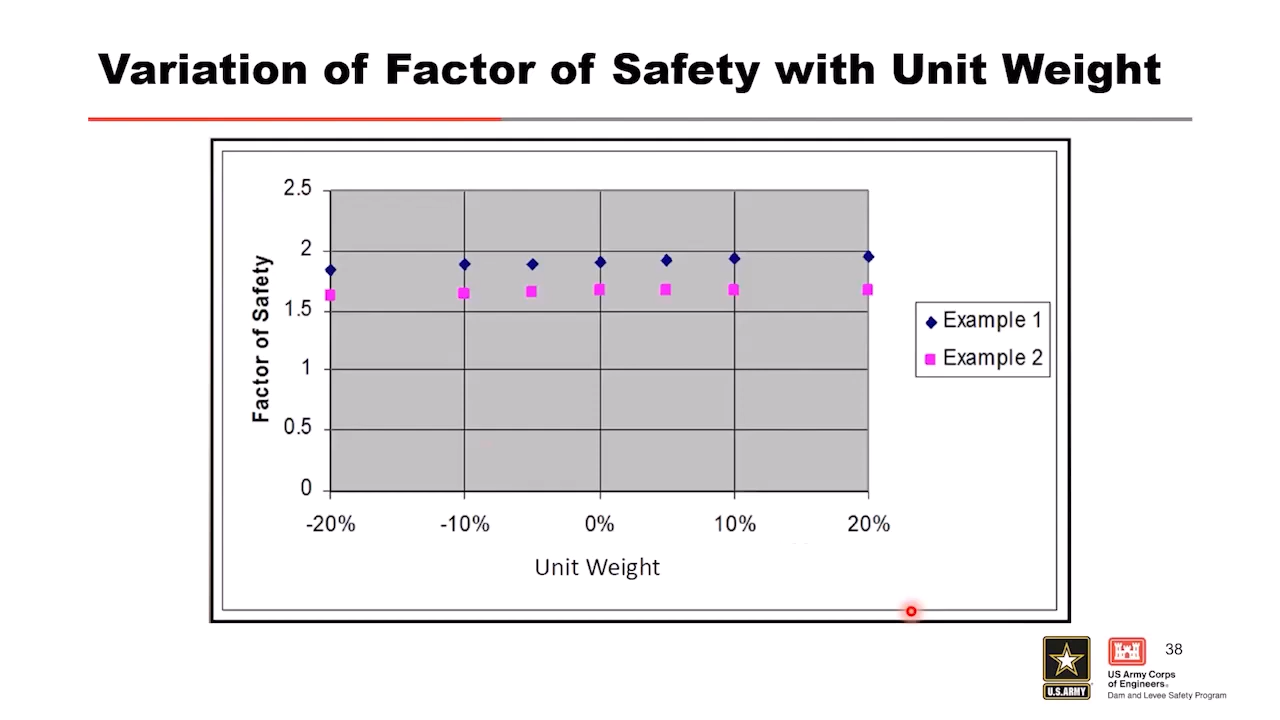 Variation of Factor of Safety with Unit Weight
2.5
2
1.5
1
0.5
0
Factor of Safety
-20%
-10%
0%
10%
20%
Unit Weight
Example 1
Example 2
38
U.S.ARMY
US Army Corps
of Engineers®
Dam and Levee Safety Program